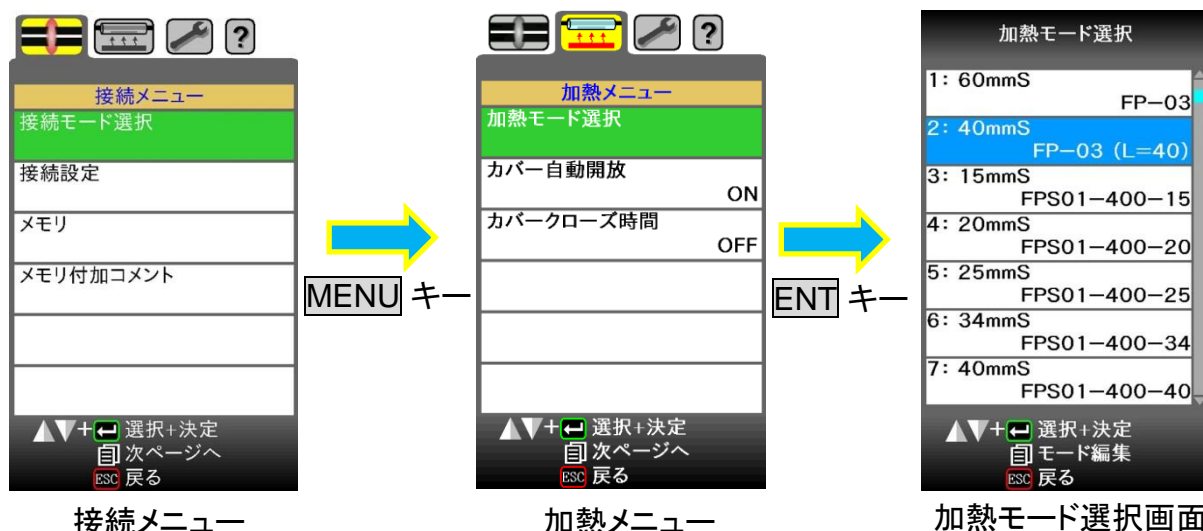 ?
接続メニュー
接続モード選択
接続設定
メモリ
メモリ付加コメント
+ 選択+決定
次ページへ
ESC 戻る
接続メニュー
MENU キー
?
加熱メニュー
加熱モード選択
カバー自動開放
ON
カバークローズ時間
OFF
+ 選択+決定
次ページへ
ESC 戻る
加熱メニュー
ENT キー
加熱モード選択
1: 60mmS
FP-03
2: 40mmS
FP-03 (L=40)
3: 15mmS
FPS01-400-15
4: 20mmS
FPS01-400-20
5: 25mmS
FPS01-400-25
6: 34mmS
FPS01-400-34
7: 40mmS
FPS01-400-40
+ 選択+決定
モード編集
ESC 戻る
加熱モード選択画面